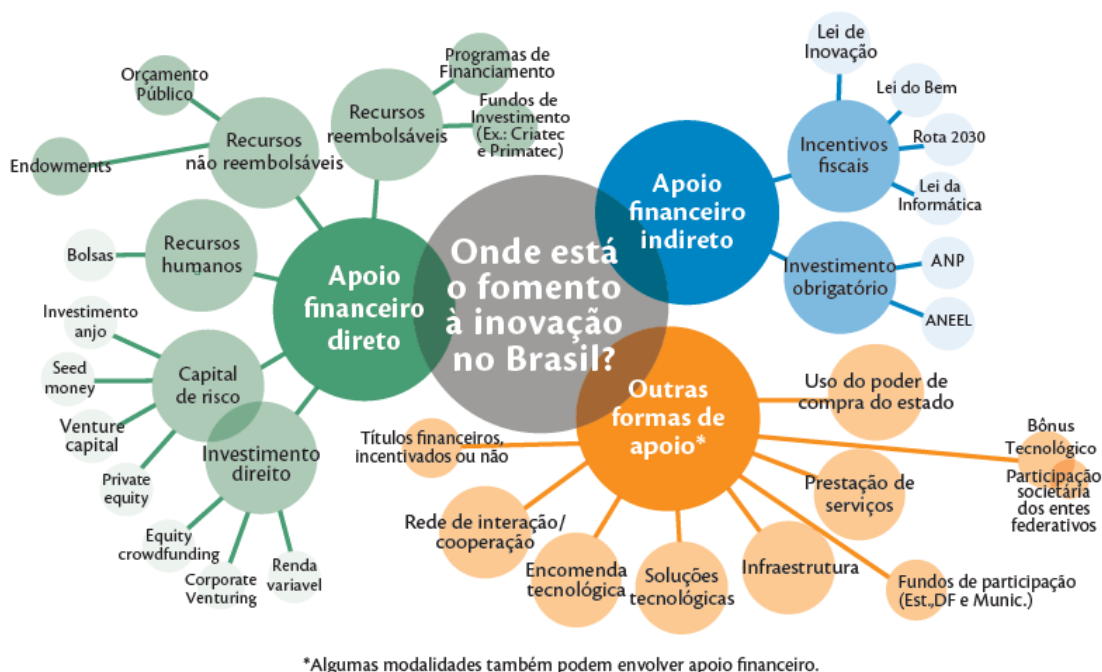 Onde está
o fomento
à inovação
no Brasil?
Apoio
financeiro
direto
Recursos
não reembolsáveis
Orçamento
Público
Endowments
Recursos
reembolsáveis
Programas de
Financiamento
Fundos de
Investimento
(Ex.: Criatec
e Primatec)
Recursos
humanos
Bolsas
Capital
de risco
Investimento
anjo
Seed
money
Venture
capital
Private
equity
Investimento
direito
Equity
crowdfunding
Corporate
Venturing
Renda
variavel
Apoio
financeiro
indireto
Incentivos
fiscais
Lei de
Inovação
Lei do Bem
Rota 2030
Lei da
Informática
Investimento
obrigatório
ANP
ANEEL
Outras
formas de
apoio*
Uso do poder de
compra do estado
Bônus
Tecnológico
Participação
societária
dos entes
federativos
Prestação de
serviços
Fundos de participação
(Est.,DF e Munic.)
Infraestrutura
Soluções
tecnológicas
Encomenda
tecnológica
Rede de interação/
cooperação
Títulos financeiros,
incentivados ou não
*Algumas modalidades também podem envolver apoio financeiro.